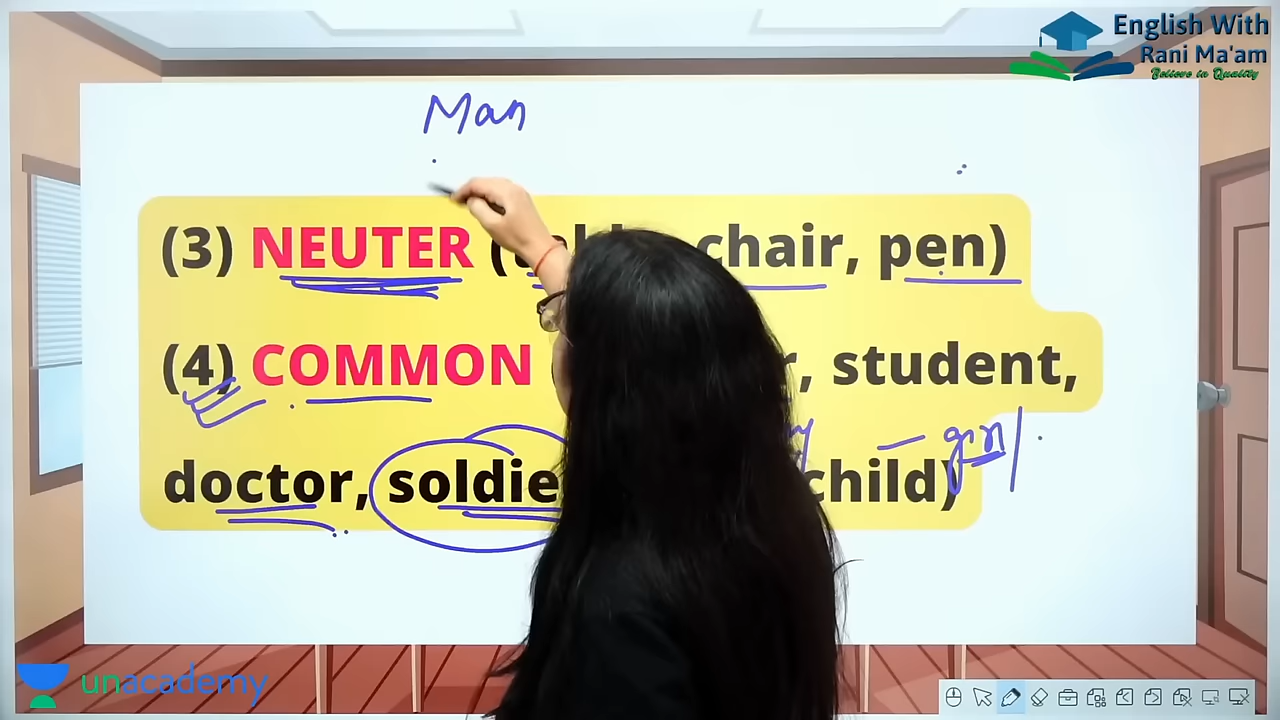 English With
Rani Ma'am
Believe in Quality
Man
(3) NEUTER ( chair, pen)
(4) COMMON student,
girl
doctor, soldie child)
unacademy